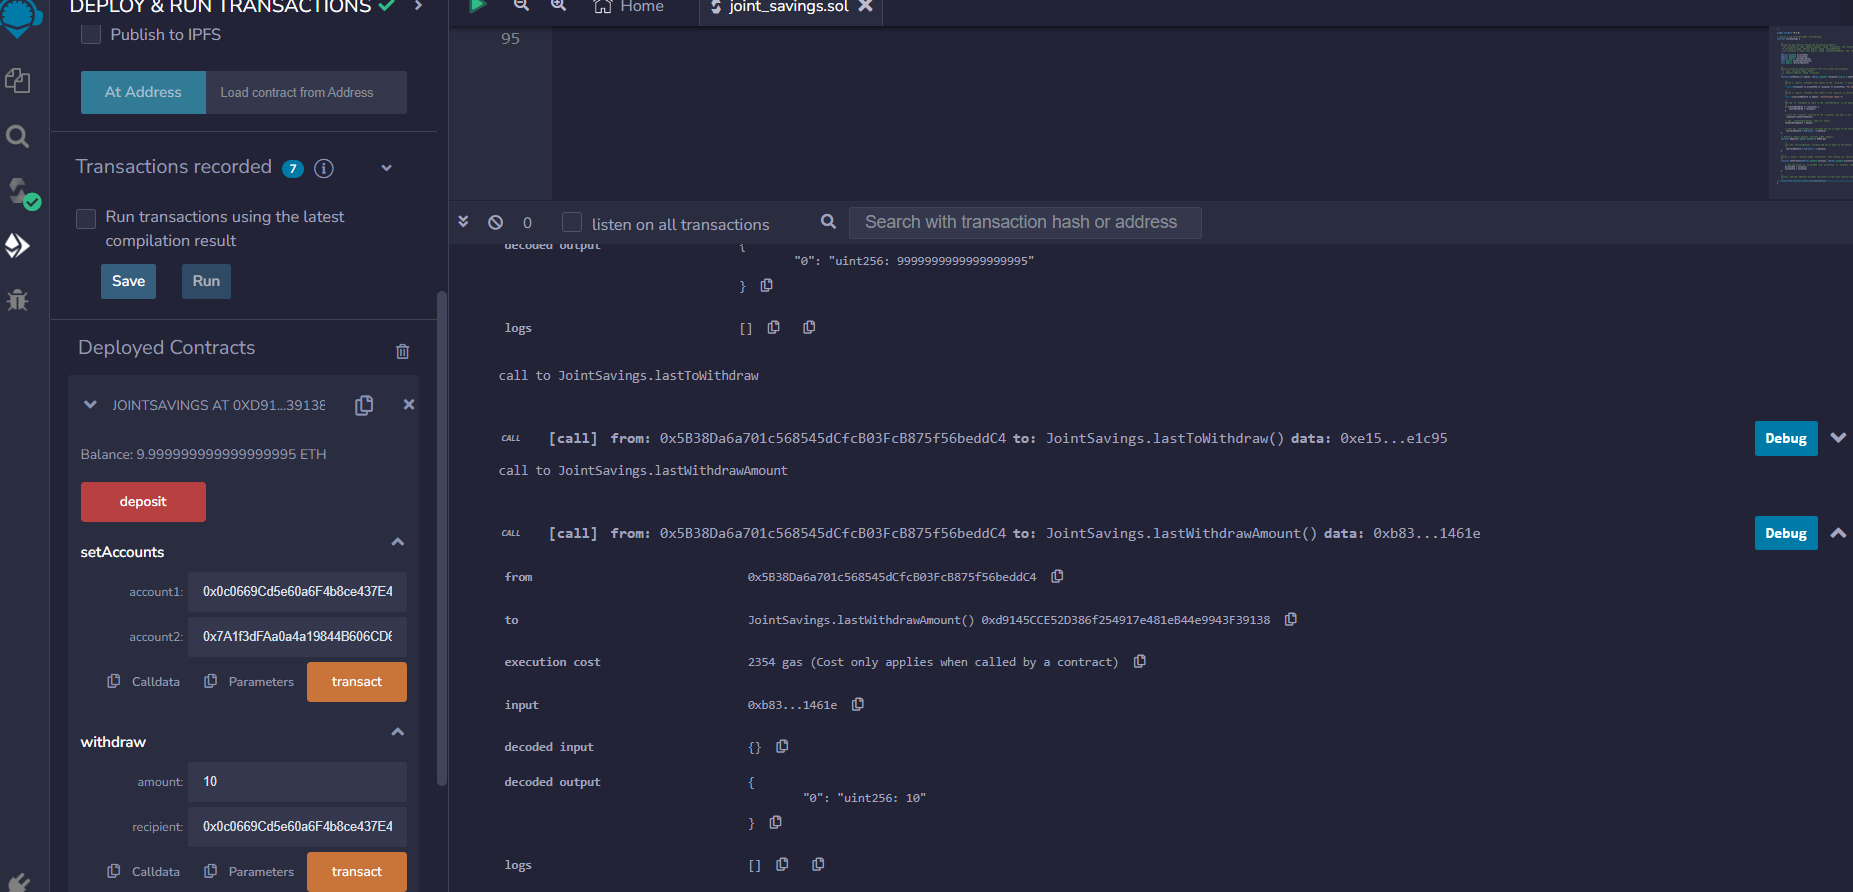 DEPLOY & RUN TRANSACTIONS
Publish to IPFS
At Address
Load contract from Address
Transactions recorded 7
Run transactions using the latest
compilation result
Save
Run
Deployed Contracts
JOINTSAVINGS AT 0XD91...39138
Balance: 9.999999999999999995 ETH
deposit
setAccounts
account1: 0x0c0669Cd5e60a6F4b8ce437E4
account2: 0x7A1f3dFAa0a4a19844B606CD6
Calldata
Parameters
transact
withdraw
amount: 10
recipient: 0x0c0669Cd5e60a6F4b8ce437E4
Calldata
Parameters
transact
Home
joint_savings.sol
95
0
listen on all transactions
Search with transaction hash or address
decoded output {
"0": "uint256: 9999999999999999995"
}
logs []
call to JointSavings.lastToWithdraw
CALL [call] from: 0x5B38Da6a701c568545dCfcB03FcB875f56beddC4 to: JointSavings.lastToWithdraw() data: 0xe15...e1c95
Debug
call to JointSavings.lastWithdrawAmount
CALL [call] from: 0x5B38Da6a701c568545dCfcB03FcB875f56beddC4 to: JointSavings.lastWithdrawAmount() data: 0xb83...1461e
Debug
from 0x5B38Da6a701c568545dCfcB03FcB875f56beddC4
to JointSavings.lastWithdrawAmount() 0xd9145CCE52D386f254917e481eB44e9943F39138
execution cost 2354 gas (Cost only applies when called by a contract)
input 0xb83...1461e
decoded input {}
decoded output {
"0": "uint256: 10"
}
logs []